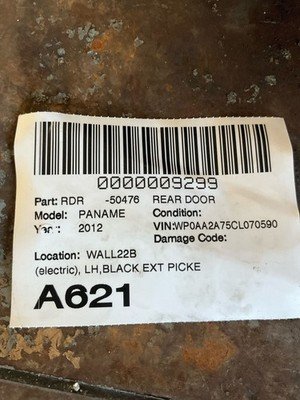 0000009299
Part: RDR -50476 REAR DOOR
Model: PANAME Condition:
Year: 2012 VIN:WP0AA2A75CL070590
Damage Code:
Location: WALL22B
(electric), LH,BLACK EXT PICKE
A621